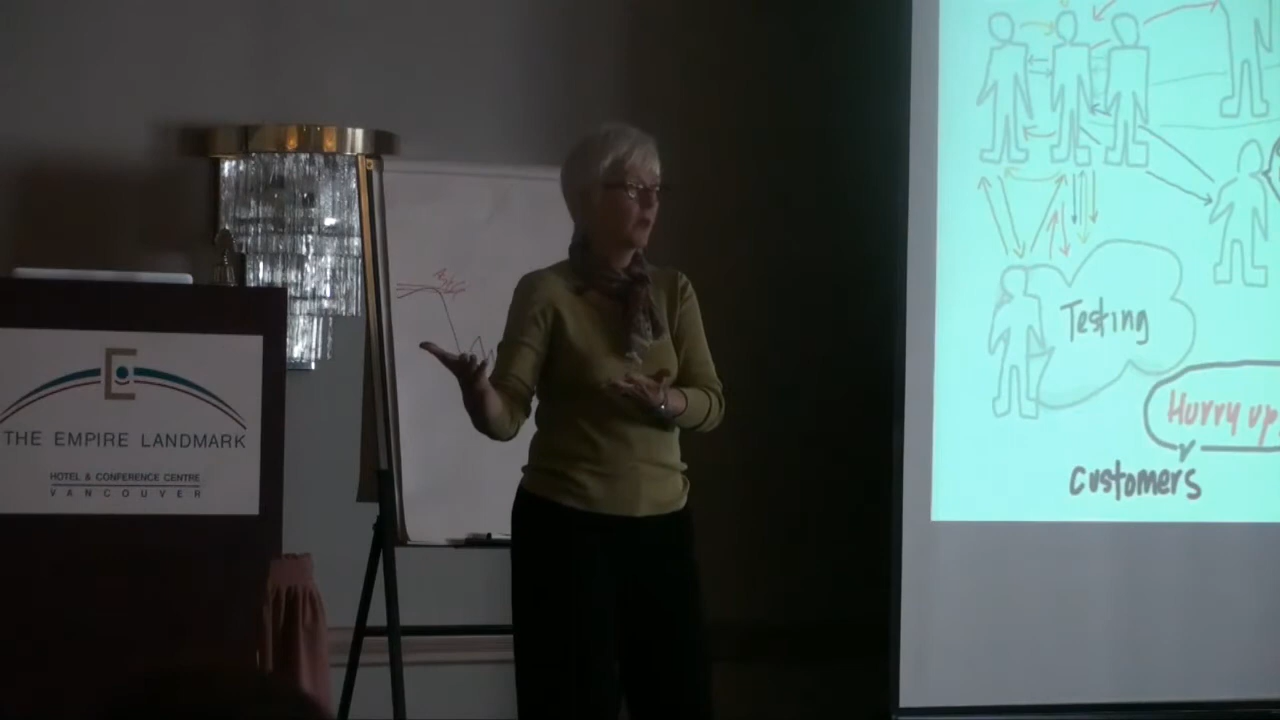 THE EMPIRE LANDMARK
HOTEL & CONFERENCE CENTRE
VANCOUVER
Testing
Hurry up
customers